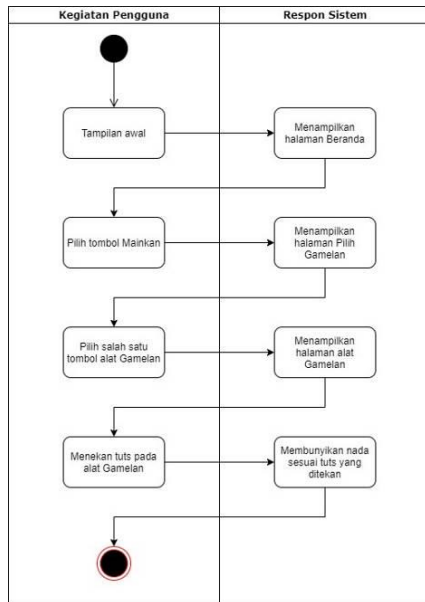 Kegiatan Pengguna
Respon Sistem
Tampilan awal
Menampilkan
halaman Beranda
Pilih tombol Mainkan
Menampilkan
halaman Pilih
Gamelan
Pilih salah satu
tombol alat Gamelan
Menampilkan
halaman alat
Gamelan
Menekan tuts pada
alat Gamelan
Membunyikan nada
sesuai tuts yang
ditekan